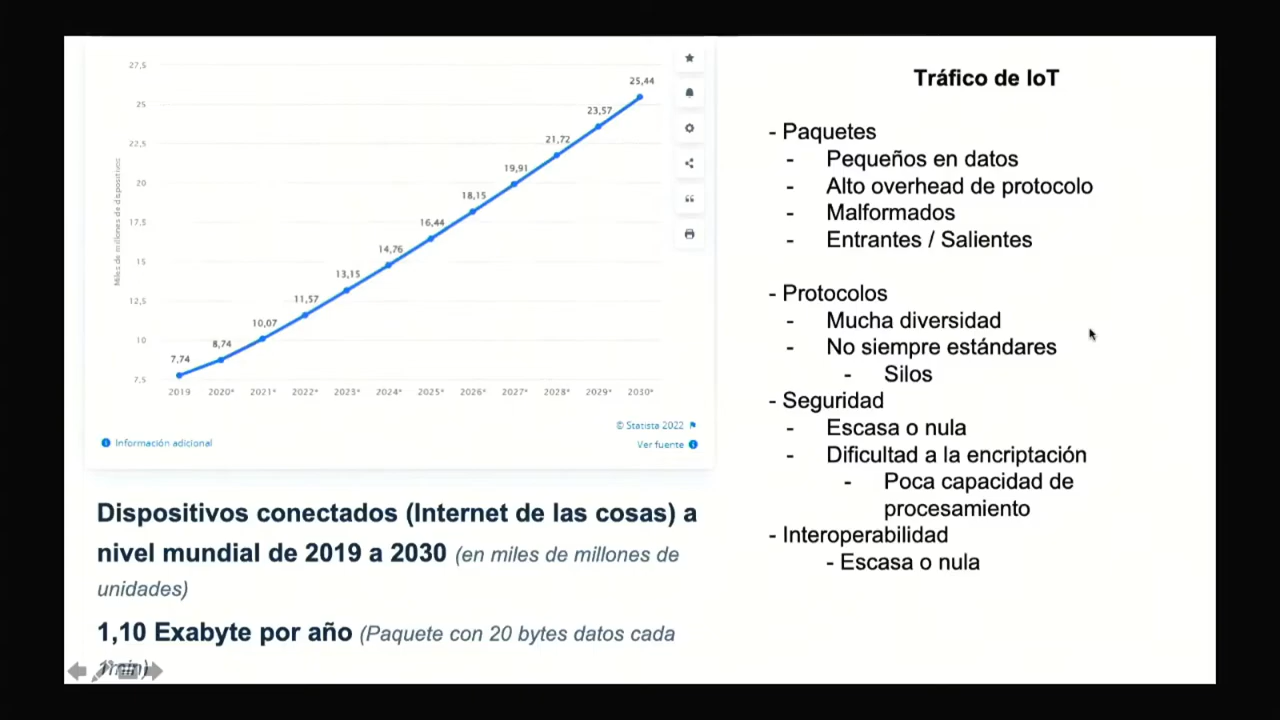 27,5
25
22,5
20
17,5
15
12,5
10
7,5
Miles de millones de dispositivos
7,74
8,74
10,07
11,57
13,15
14,76
16,44
18,15
19,91
21,72
23,57
25,44
2019 2020* 2021* 2022* 2023* 2024* 2025* 2026* 2027* 2028* 2029* 2030*
© Statista 2022
Información adicional
Ver fuente
Dispositivos conectados (Internet de las cosas) a
nivel mundial de 2019 a 2030 (en miles de millones de
unidades)
1,10 Exabyte por año (Paquete con 20 bytes datos cada
1min)
Tráfico de IoT
- Paquetes
- Pequeños en datos
- Alto overhead de protocolo
- Malformados
- Entrantes / Salientes
- Protocolos
- Mucha diversidad
- No siempre estándares
- Silos
- Seguridad
- Escasa o nula
- Dificultad a la encriptación
- Poca capacidad de
procesamiento
- Interoperabilidad
- Escasa o nula